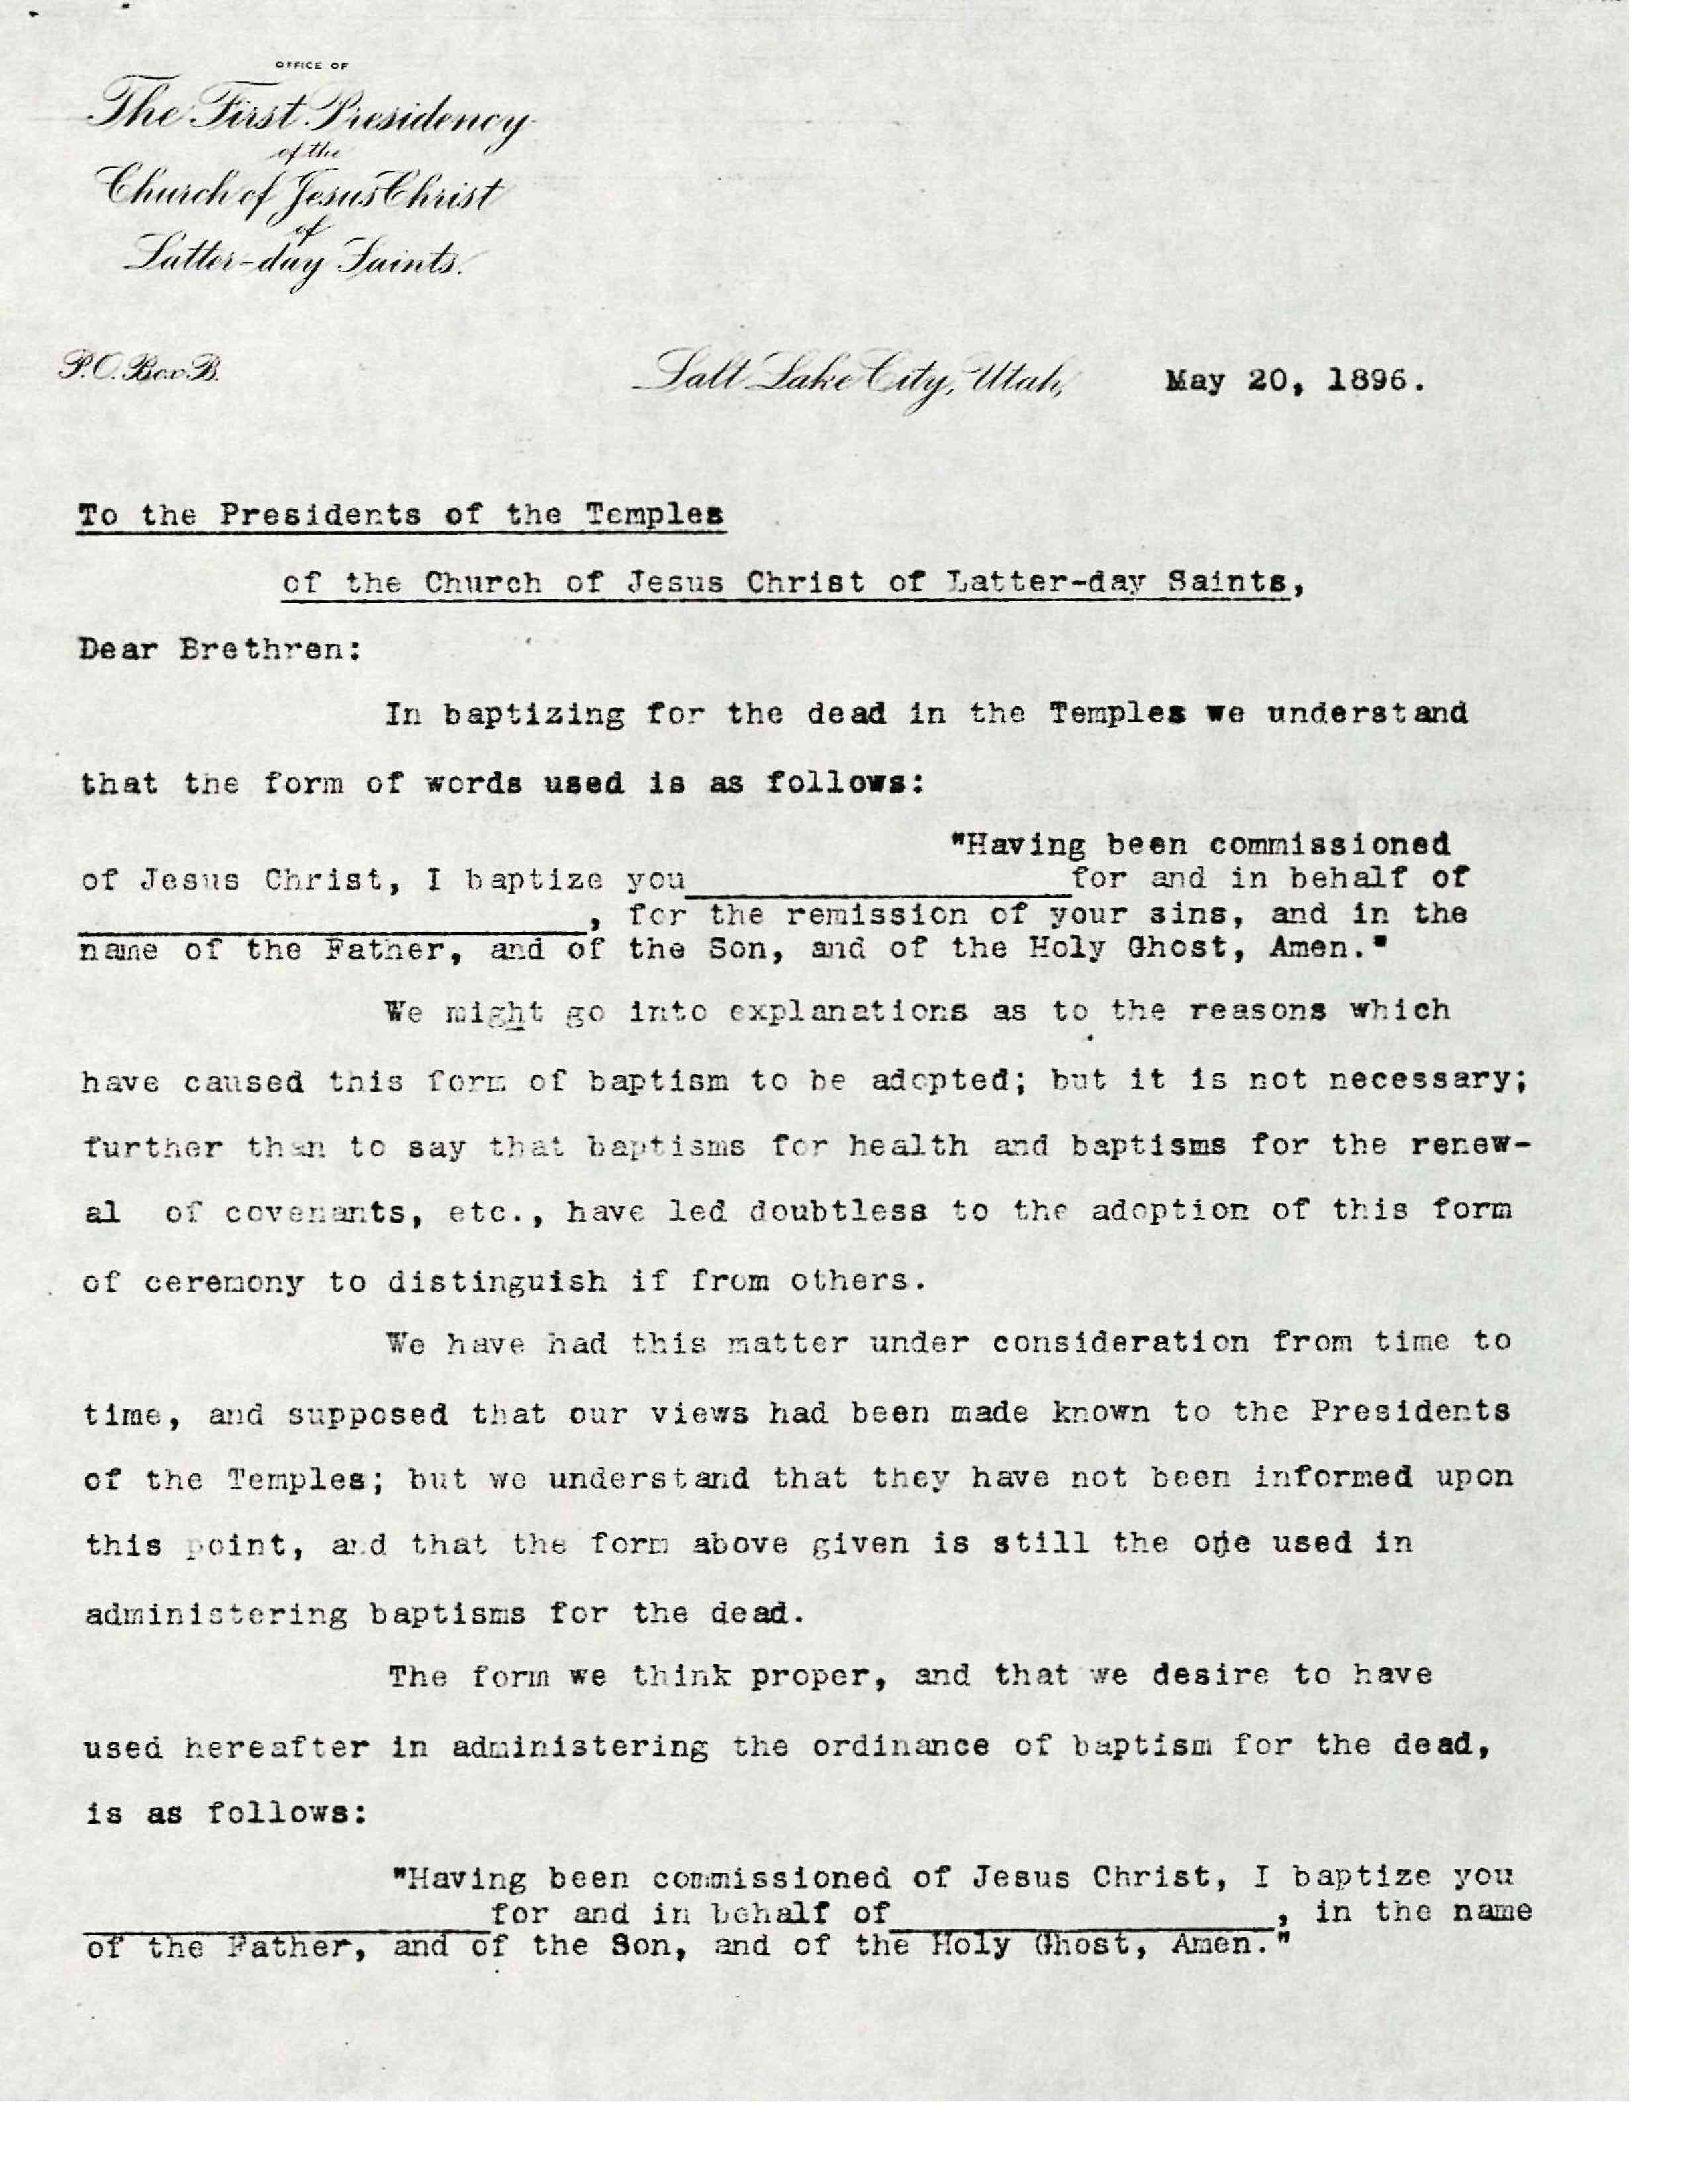 OFFICE OF
The First Presidency
of the
Church of Jesus Christ
of
Latter-day Saints.
P.O. Box B.
Salt Lake City, Utah, May 20, 1896.
To the Presidents of the Temples
of the Church of Jesus Christ of Latter-day Saints,
Dear Brethren:
In baptizing for the dead in the Temples we understand
that the form of words used is as follows:
"Having been commissioned
of Jesus Christ, I baptize you____________________for and in behalf of
__________________________, for the remission of your sins, and in the
name of the Father, and of the Son, and of the Holy Ghost, Amen."
We might go into explanations as to the reasons which
have caused this form of baptism to be adopted; but it is not necessary;
further than to say that baptisms for health and baptisms for the renew-
al of covenants, etc., have led doubtless to the adoption of this form
of ceremony to distinguish if from others.
We have had this matter under consideration from time to
time, and supposed that our views had been made known to the Presidents
of the Temples; but we understand that they have not been informed upon
this point, and that the form above given is still the one used in
administering baptisms for the dead.
The form we think proper, and that we desire to have
used hereafter in administering the ordinance of baptism for the dead,
is as follows:
"Having been commissioned of Jesus Christ, I baptize you
____________________for and in behalf of____________________, in the name
of the Father, and of the Son, and of the Holy Ghost, Amen."